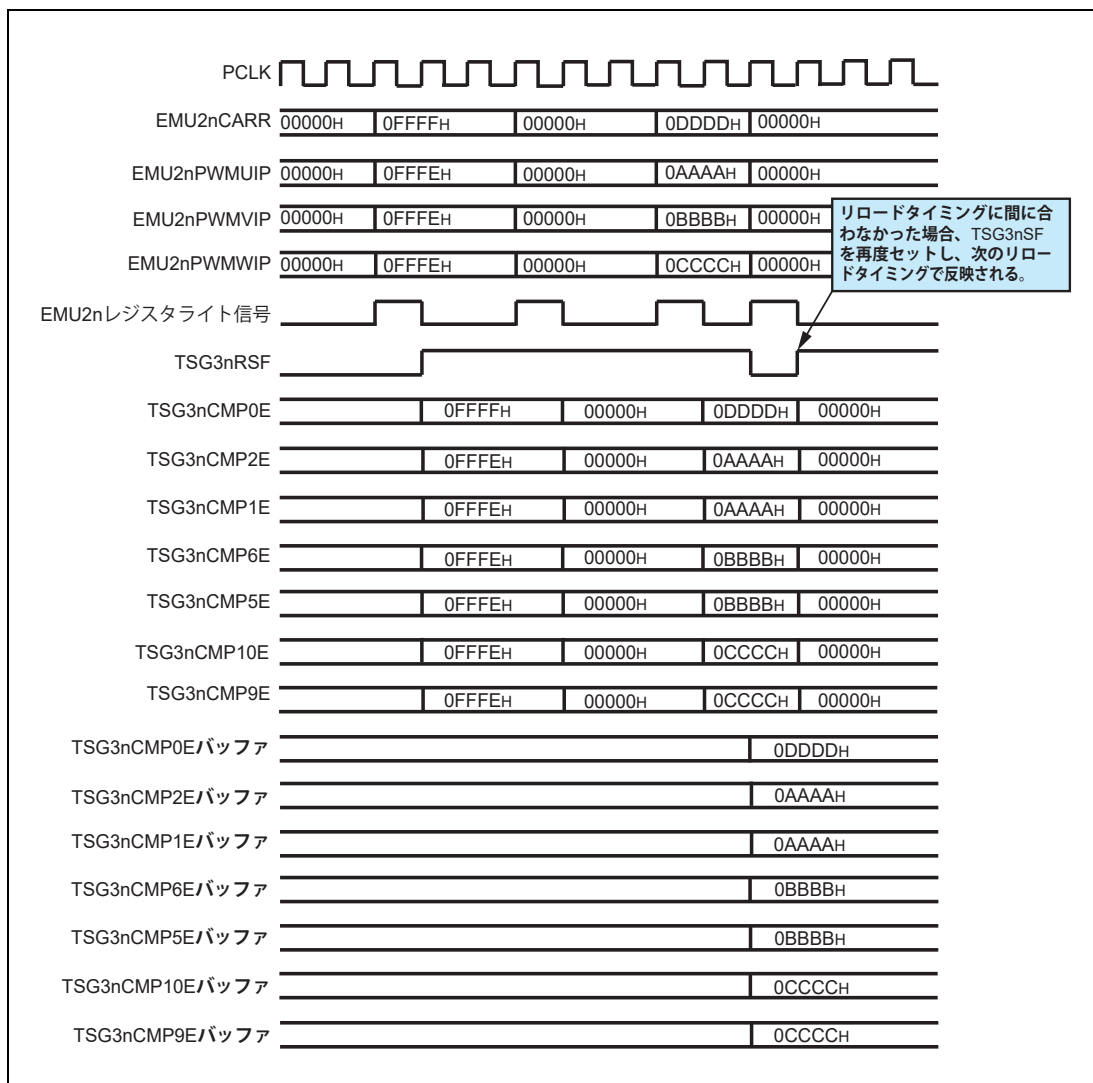 PCLK
EMU2nCARR 00000H 0FFFFH 00000H 0DDDDH 00000H
EMU2nPWMUIP 00000H 0FFFEH 00000H 0AAAAH 00000H
EMU2nPWMVIP 00000H 0FFFEH 00000H 0BBBBH 00000H
EMU2nPWMWIP 00000H 0FFFEH 00000H 0CCCCH 00000H
リロードタイミングに間に合
わなかった場合、TSG3nSF
を再度セットし、次のリロー
ドタイミングで反映される。
EMU2nレジスタライト信号
TSG3nRSF
TSG3nCMP0E 0FFFFH 00000H 0DDDDH 00000H
TSG3nCMP2E 0FFFEH 00000H 0AAAAH 00000H
TSG3nCMP1E 0FFFEH 00000H 0AAAAH 00000H
TSG3nCMP6E 0FFFEH 00000H 0BBBBH 00000H
TSG3nCMP5E 0FFFEH 00000H 0BBBBH 00000H
TSG3nCMP10E 0FFFEH 00000H 0CCCCH 00000H
TSG3nCMP9E 0FFFEH 00000H 0CCCCH 00000H
TSG3nCMP0Eバッファ 0DDDDH
TSG3nCMP2Eバッファ 0AAAAH
TSG3nCMP1Eバッファ 0AAAAH
TSG3nCMP6Eバッファ 0BBBBH
TSG3nCMP5Eバッファ 0BBBBH
TSG3nCMP10Eバッファ 0CCCCH
TSG3nCMP9Eバッファ 0CCCCH